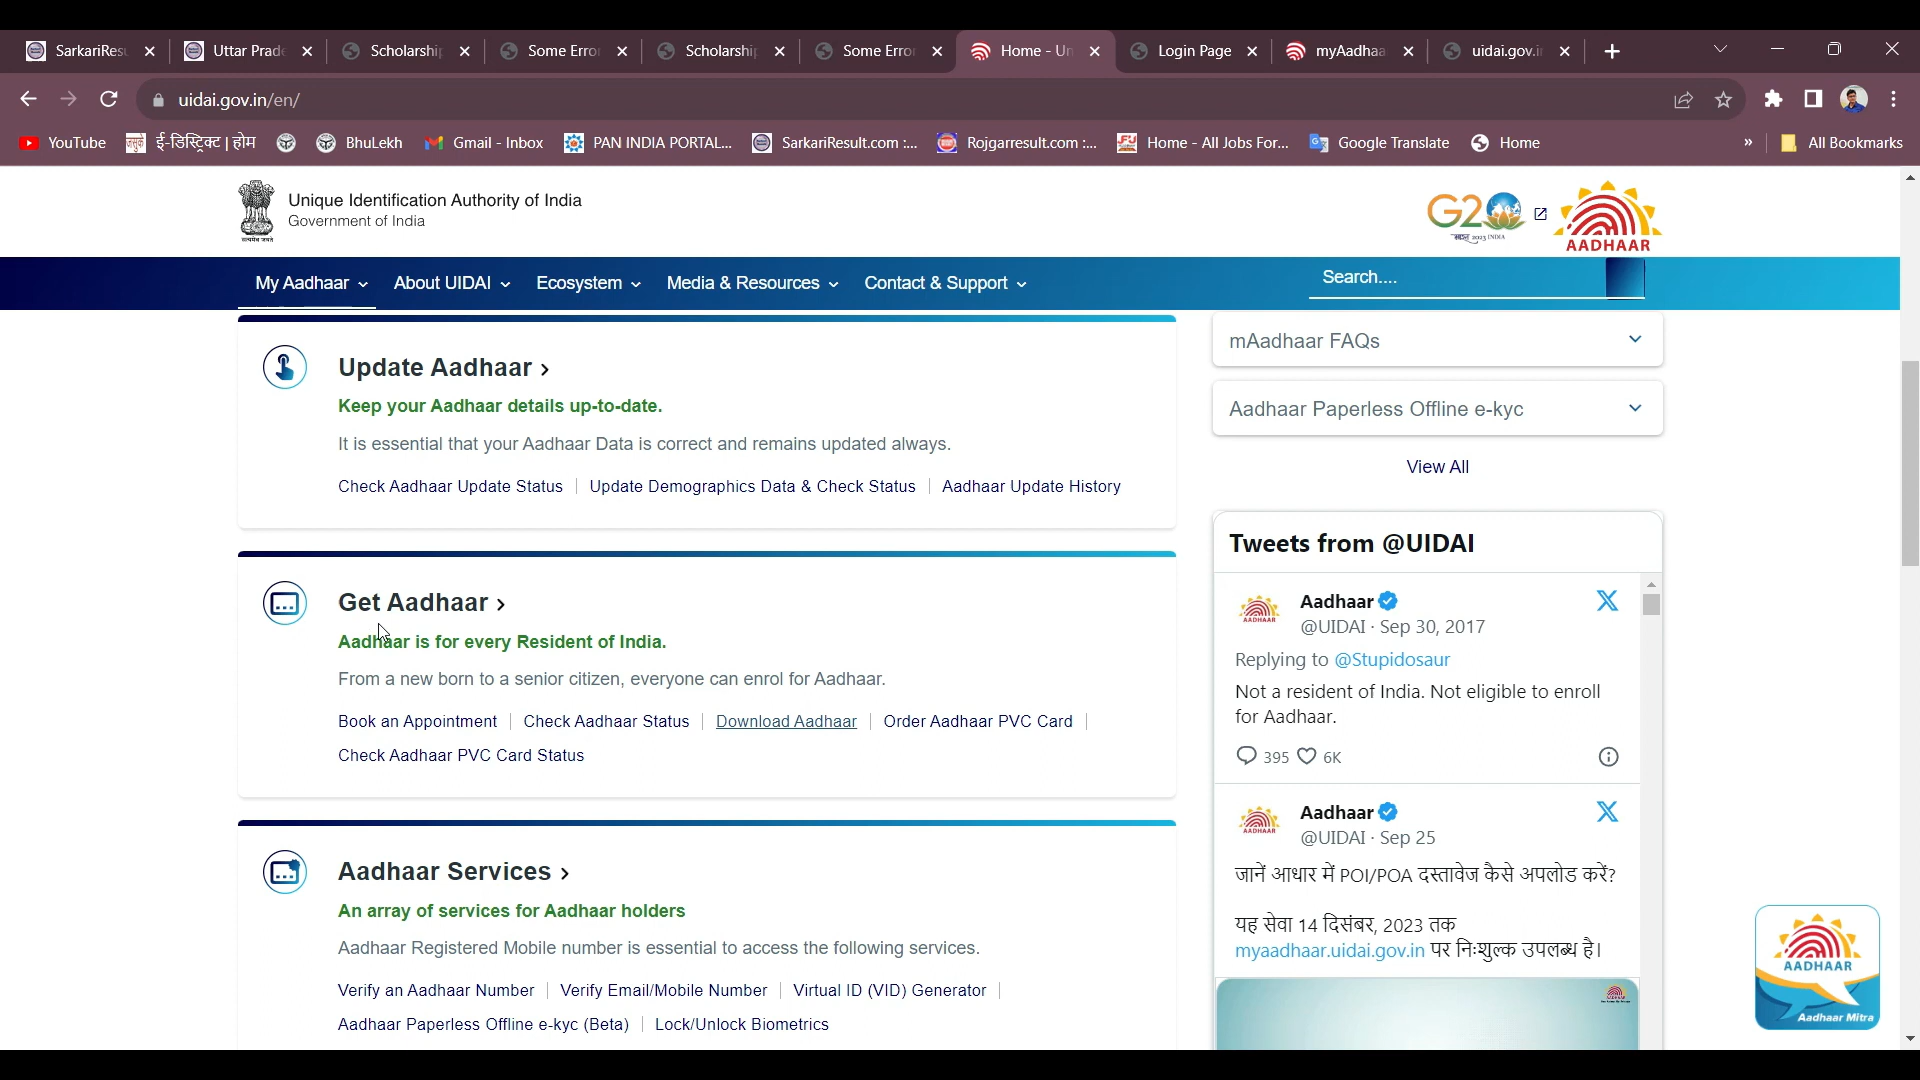 SarkariRes
Uttar Prade
Scholarship
Some Error
Scholarship
Some Error
Home - Un
Login Page
myAadhaa
uidai.gov.in
uidai.gov.in/en/
YouTube
ई-डिस्ट्रिक्ट | होम
BhuLekh
Gmail - Inbox
PAN INDIA PORTAL...
SarkariResult.com :...
Rojgarresult.com :...
Home - All Jobs For...
Google Translate
Home
»
All Bookmarks
Unique Identification Authority of India
Government of India
G20
AADHAAR
My Aadhaar
About UIDAI
Ecosystem
Media & Resources
Contact & Support
Search....
Update Aadhaar ›
Keep your Aadhaar details up-to-date.
It is essential that your Aadhaar Data is correct and remains updated always.
Check Aadhaar Update Status | Update Demographics Data & Check Status | Aadhaar Update History
Get Aadhaar ›
Aadhaar is for every Resident of India.
From a new born to a senior citizen, everyone can enrol for Aadhaar.
Book an Appointment | Check Aadhaar Status | Download Aadhaar | Order Aadhaar PVC Card |
Check Aadhaar PVC Card Status
Aadhaar Services ›
An array of services for Aadhaar holders
Aadhaar Registered Mobile number is essential to access the following services.
Verify an Aadhaar Number | Verify Email/Mobile Number | Virtual ID (VID) Generator |
Aadhaar Paperless Offline e-kyc (Beta) | Lock/Unlock Biometrics
mAadhaar FAQs
Aadhaar Paperless Offline e-kyc
View All
Tweets from @UIDAI
Aadhaar
@UIDAI · Sep 30, 2017
Replying to @Stupidosaur
Not a resident of India. Not eligible to enroll
for Aadhaar.
395 6K
Aadhaar
@UIDAI · Sep 25
जानें आधार में POI/POA दस्तावेज कैसे अपलोड करें?
यह सेवा 14 दिसंबर, 2023 तक
myaadhaar.uidai.gov.in पर निःशुल्क उपलब्ध है।
AADHAAR
Aadhaar Mitra